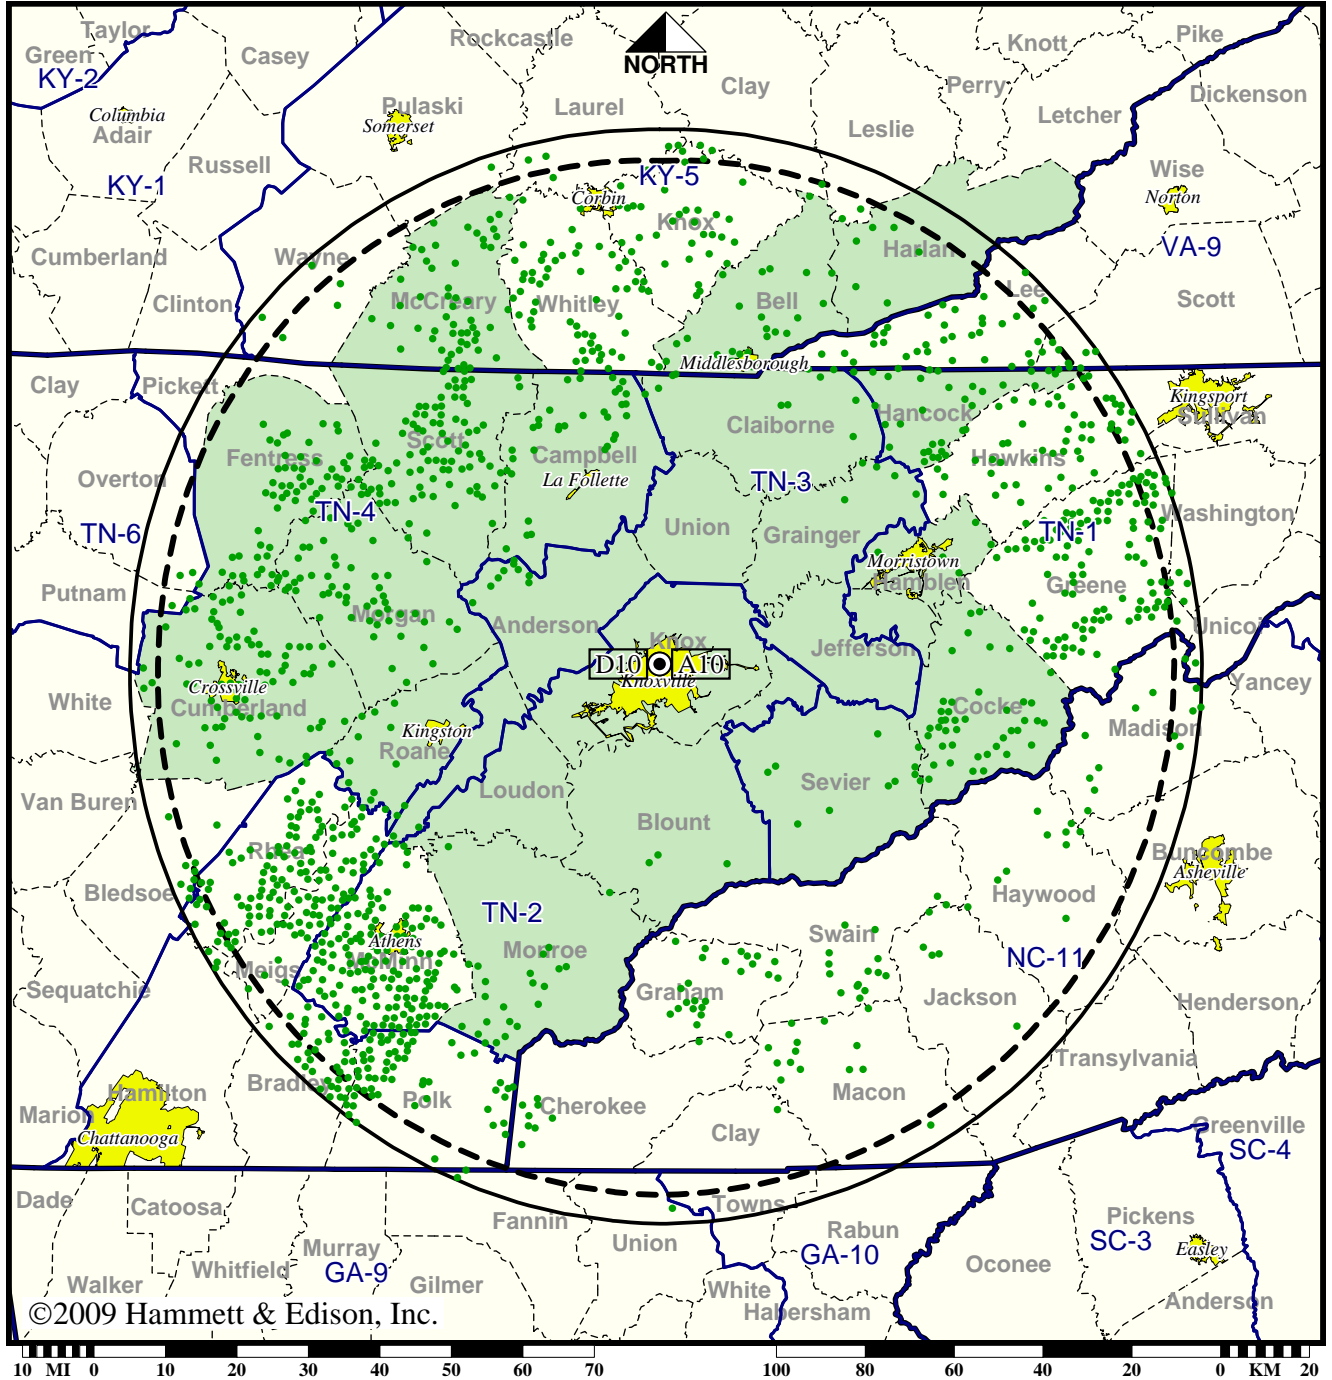 Taylor
Green
KY-2
Casey
Rockcastle
NORTH
Knott
Pike
Columbia
Adair
Pulaski
Somerset
Laurel
Clay
Perry
Letcher
Dickenson
Leslie
Russell
KY-1
KY-5
Corbin
Knox
Wise
Norton
Cumberland
Wayne
Harlan
VA-9
Clinton
McCreary
Whitley
Bell
Lee
Scott
Middlesborough
Clay
Pickett
Kingsport
Sullivan
Claiborne
Hancock
Scott
Fentress
Campbell
Hawkins
Overton
La Follette
TN-3
TN-4
TN-6
Union
Grainger
TN-1
Washington
Morristown
Hamblen
Greene
Putnam
Morgan
Anderson
Knox
Jefferson
Unicoi
D10
A10
Knoxville
Crossville
Cumberland
White
Yancey
Cocke
Madison
Kingston
Roane
Loudon
Sevier
Van Buren
Blount
Rhea
Buncombe
Asheville
Bledsoe
Haywood
TN-2
Athens
McMinn
Monroe
Swain
NC-11
Meigs
Sequatchie
Graham
Jackson
Henderson
Transylvania
Hamilton
Bradley
Polk
Cherokee
Macon
Marion
Chattanooga
Clay
Greenville
SC-4
Dade
Catoosa
Fannin
Towns
Union
Rabun
GA-10
Pickens
SC-3
Easley
Murray
GA-9
Whitfield
Walker
Gilmer
White
Habersham
Oconee
Anderson
©2009 Hammett & Edison, Inc.
10 MI 0 10 20 30 40 50 60 70 100 80 60 40 20 0 KM 20